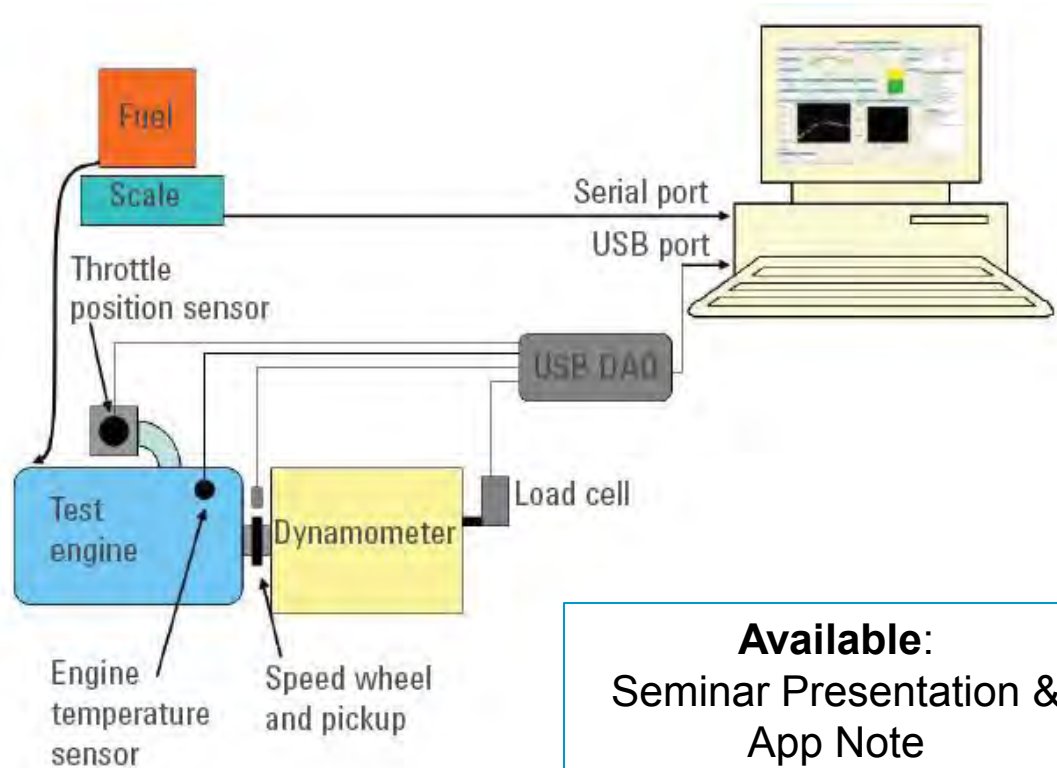 Fuel
Scale
Serial port
USB port
Throttle
position sensor
USB DAQ
Load cell
Test
engine
Dynamometer
Engine
temperature
sensor
Speed wheel
and pickup
Available:
Seminar Presentation &
App Note